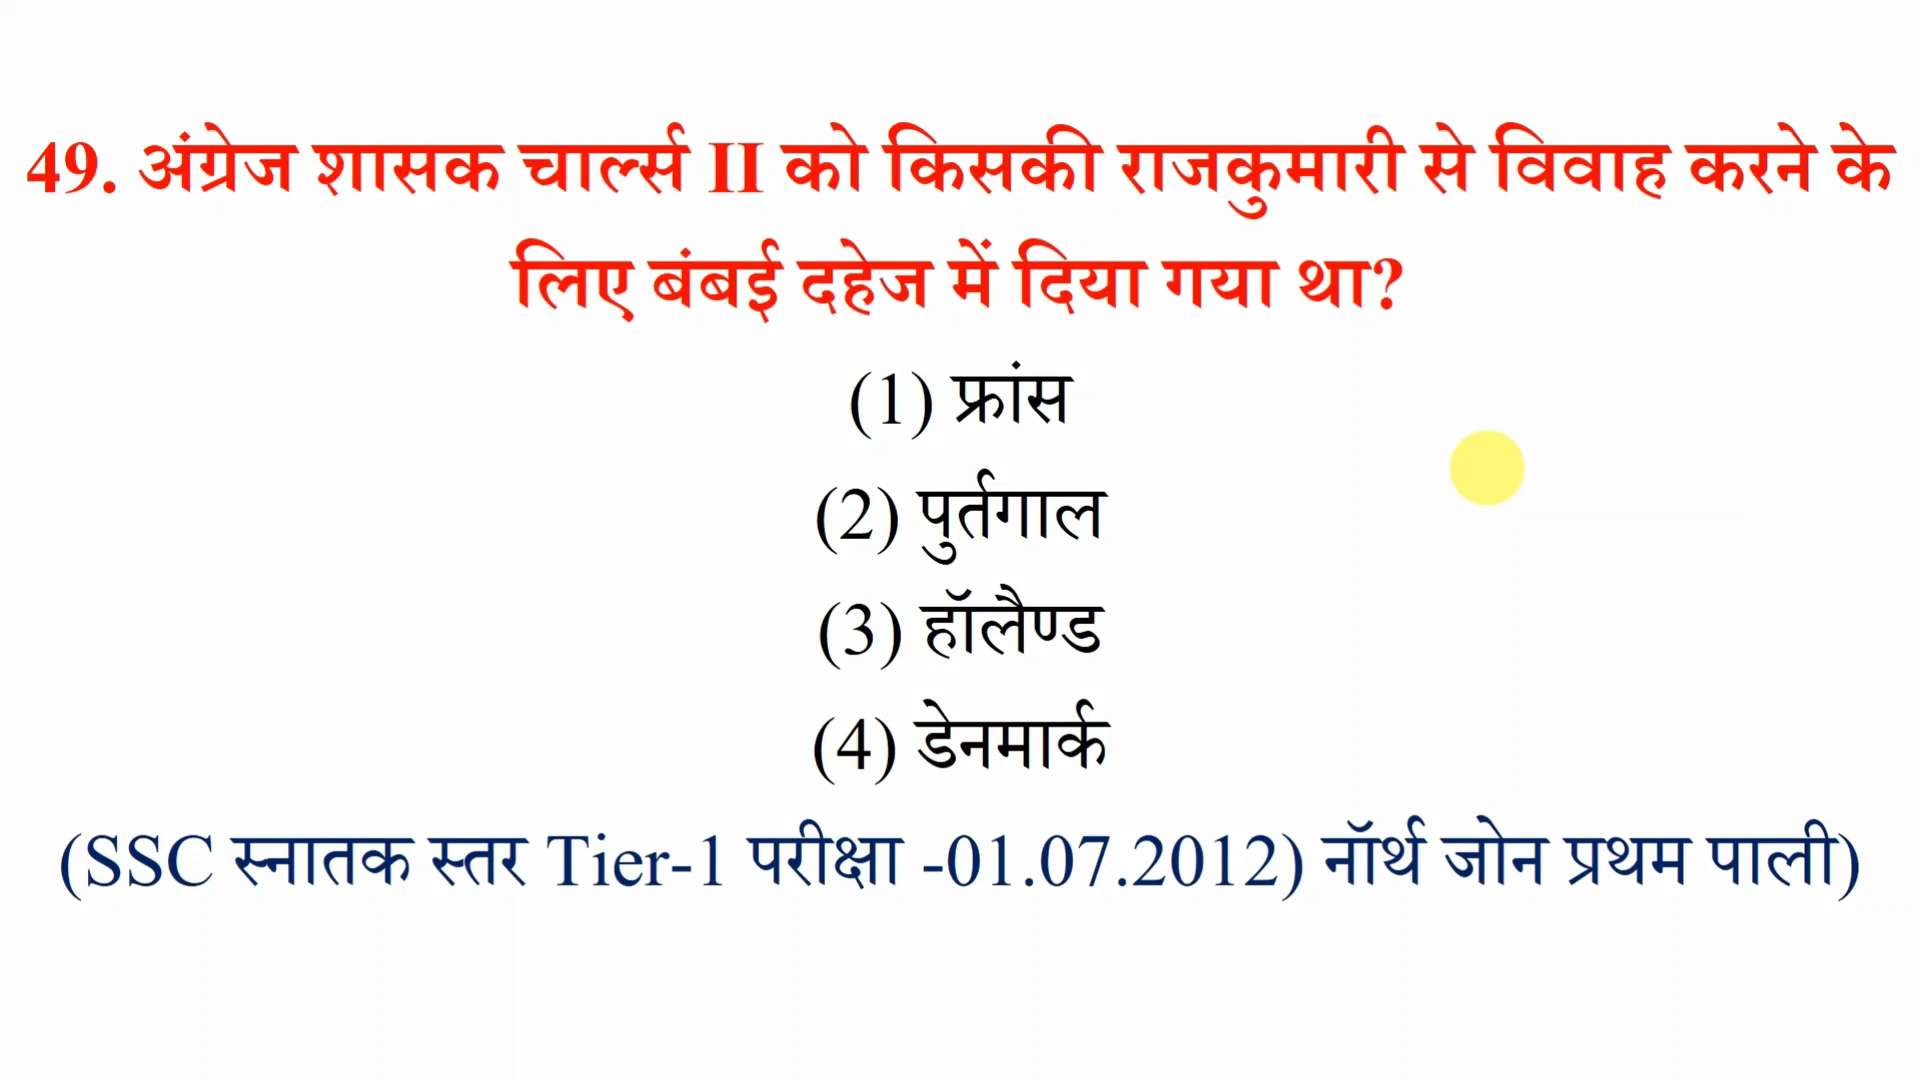 49. अंग्रेज शासक चार्ल्स II को किसकी राजकुमारी से विवाह करने के
लिए बंबई दहेज में दिया गया था?
(1) फ्रांस
(2) पुर्तगाल
(3) हॉलैण्ड
(4) डेनमार्क
(SSC स्नातक स्तर Tier-1 परीक्षा -01.07.2012) नॉर्थ जोन प्रथम पाली)